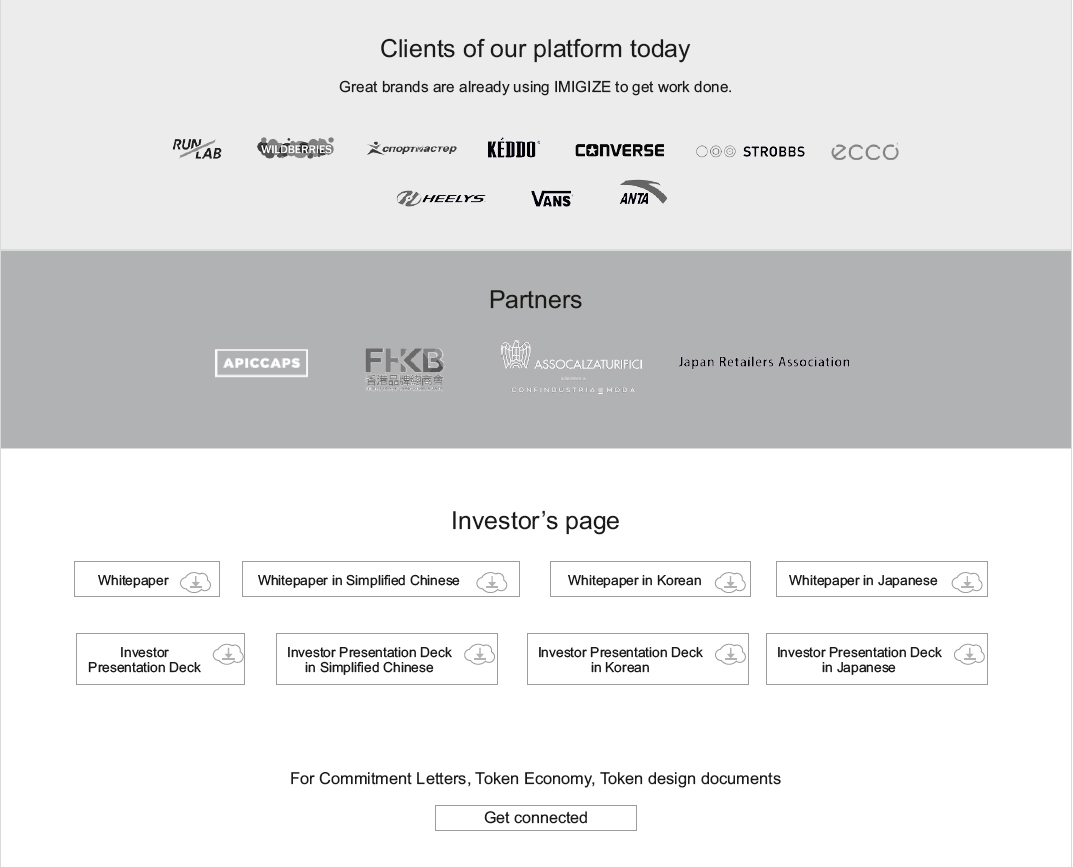 Clients of our platform today
Great brands are already using IMIGIZE to get work done.
RUN LAB
WILDBERRIES
спортмастер
KÉDDO
CONVERSE
STROBBS
ecco
HEELYS
VANS
ANTA
Partners
APICCAPS
FHKB
香港品牌總商會
ASSOCALZATURIFICI
CONFINDUSTRIA MODA
Japan Retailers Association
Investor’s page
Whitepaper
Whitepaper in Simplified Chinese
Whitepaper in Korean
Whitepaper in Japanese
Investor
Presentation Deck
Investor Presentation Deck
in Simplified Chinese
Investor Presentation Deck
in Korean
Investor Presentation Deck
in Japanese
For Commitment Letters, Token Economy, Token design documents
Get connected